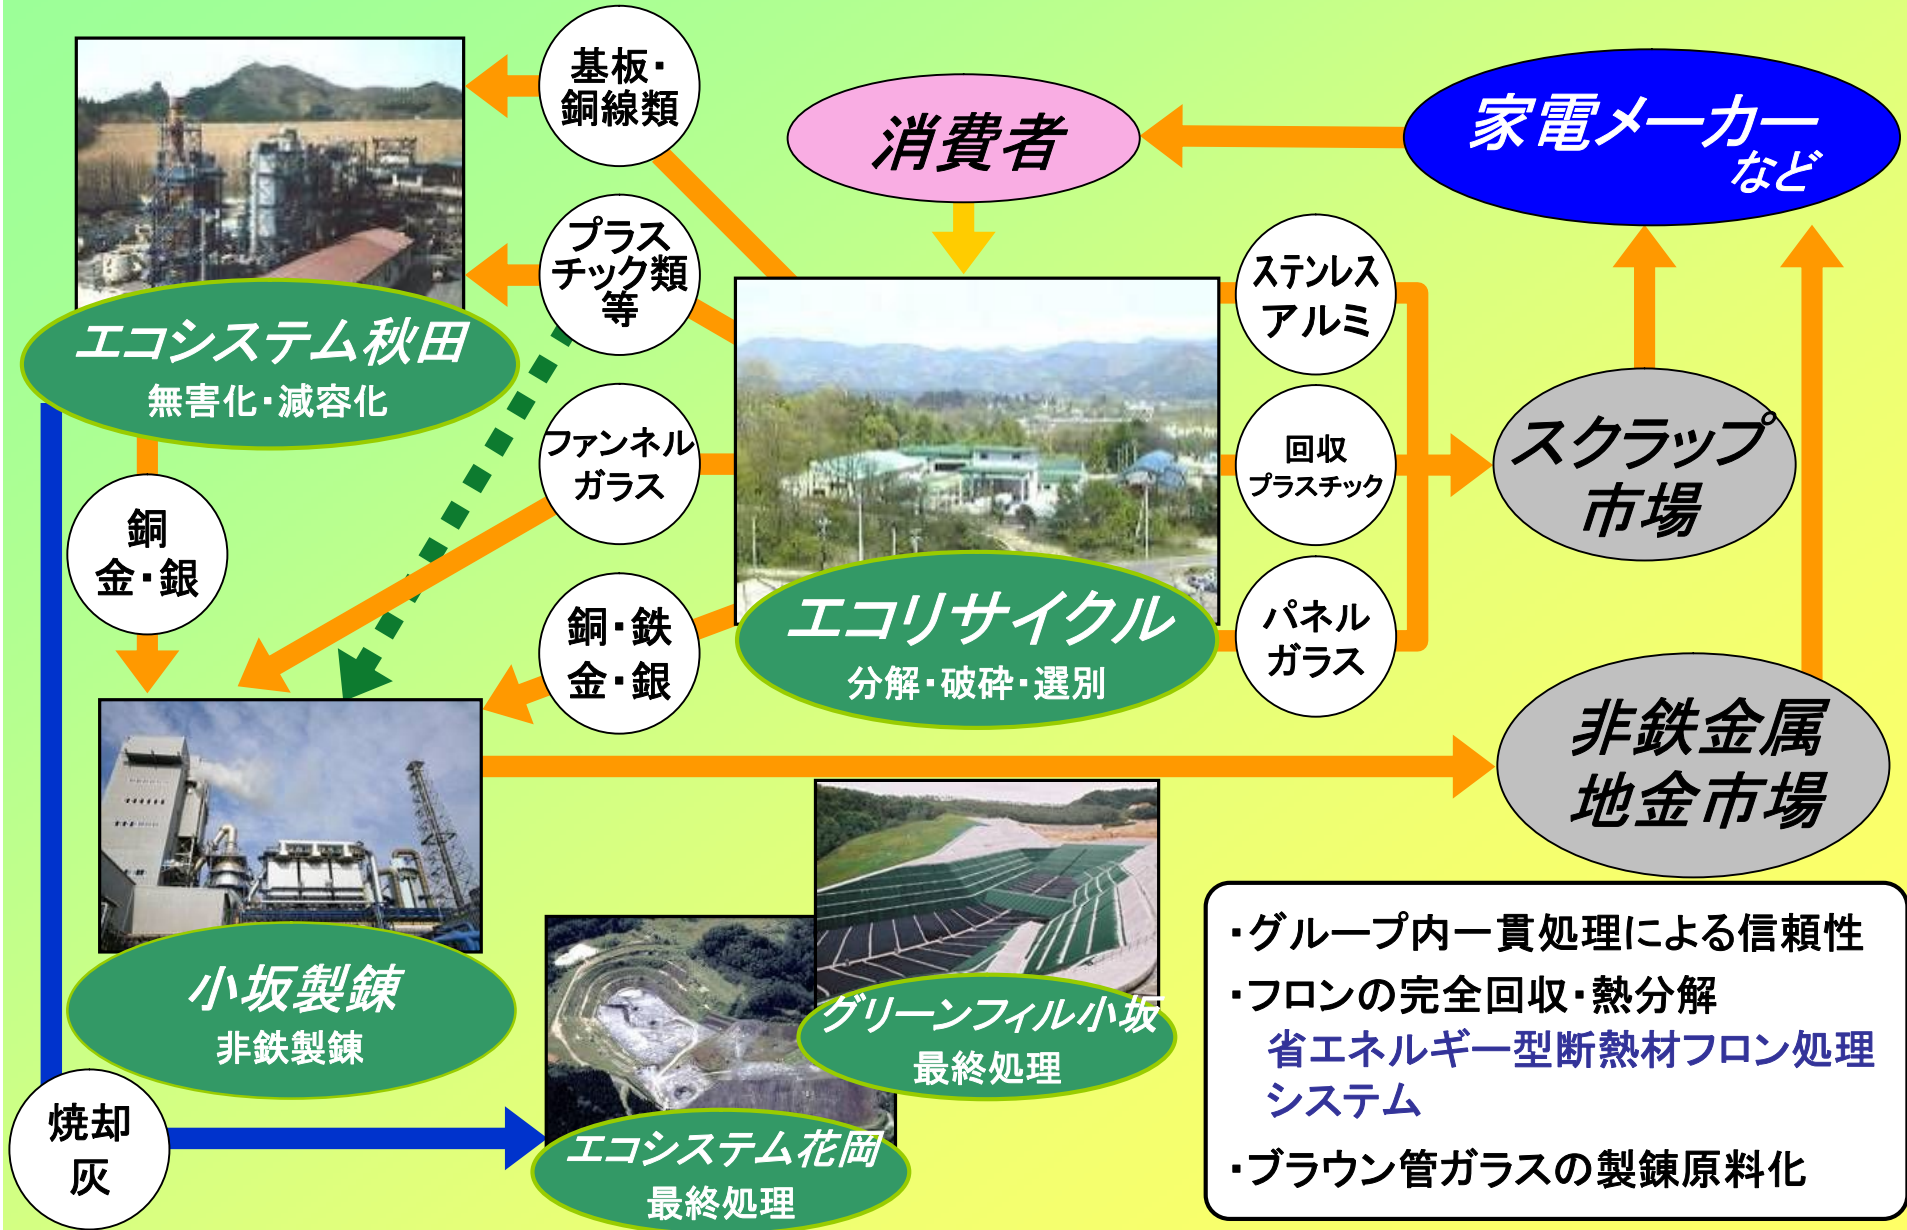 基板・
銅線類
消費者
家電メーカー
など
プラス
チック類
等
ステンレス
アルミ
エコシステム秋田
無害化・減容化
ファンネル
ガラス
回収
プラスチック
スクラップ
市場
銅
金・銀
銅・鉄
金・銀
エコリサイクル
分解・破砕・選別
パネル
ガラス
非鉄金属
地金市場
小坂製錬
非鉄製錬
グリーンフィル小坂
最終処理
エコシステム花岡
最終処理
焼却
灰
・グループ内一貫処理による信頼性
・フロンの完全回収・熱分解
省エネルギー型断熱材フロン処理
システム
・ブラウン管ガラスの製錬原料化